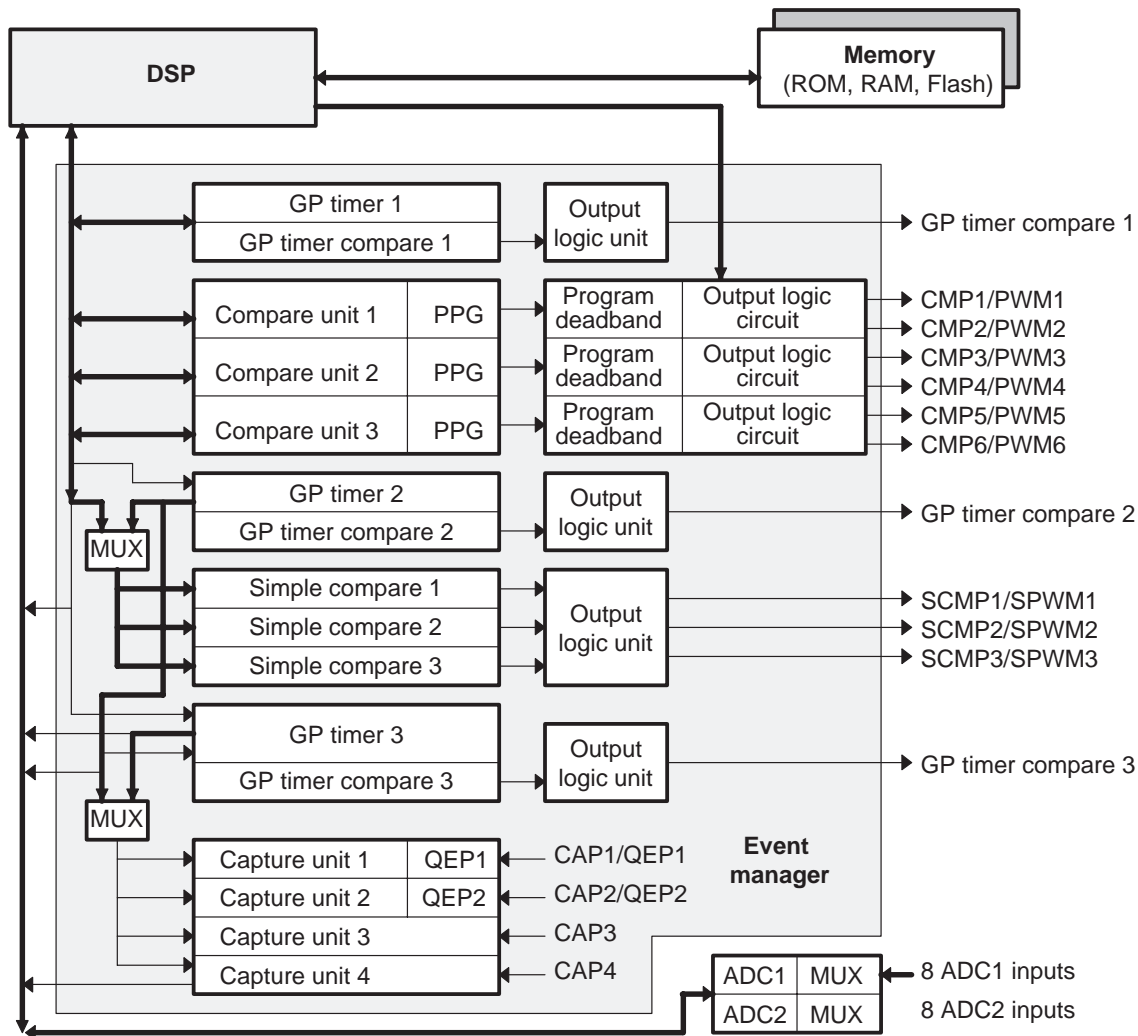 DSP
Memory
(ROM, RAM, Flash)
GP timer 1
GP timer compare 1
Output
logic unit
GP timer compare 1
Compare unit 1
PPG
Program
deadband
Output logic
circuit
CMP1/PWM1
CMP2/PWM2
Compare unit 2
PPG
Program
deadband
Output logic
circuit
CMP3/PWM3
CMP4/PWM4
Compare unit 3
PPG
Program
deadband
Output logic
circuit
CMP5/PWM5
CMP6/PWM6
GP timer 2
GP timer compare 2
Output
logic unit
GP timer compare 2
MUX
Simple compare 1
Simple compare 2
Simple compare 3
Output
logic unit
SCMP1/SPWM1
SCMP2/SPWM2
SCMP3/SPWM3
GP timer 3
GP timer compare 3
Output
logic unit
GP timer compare 3
MUX
Capture unit 1
QEP1
CAP1/QEP1
Capture unit 2
QEP2
CAP2/QEP2
Capture unit 3
CAP3
Capture unit 4
CAP4
Event
manager
ADC1
MUX
8 ADC1 inputs
ADC2
MUX
8 ADC2 inputs